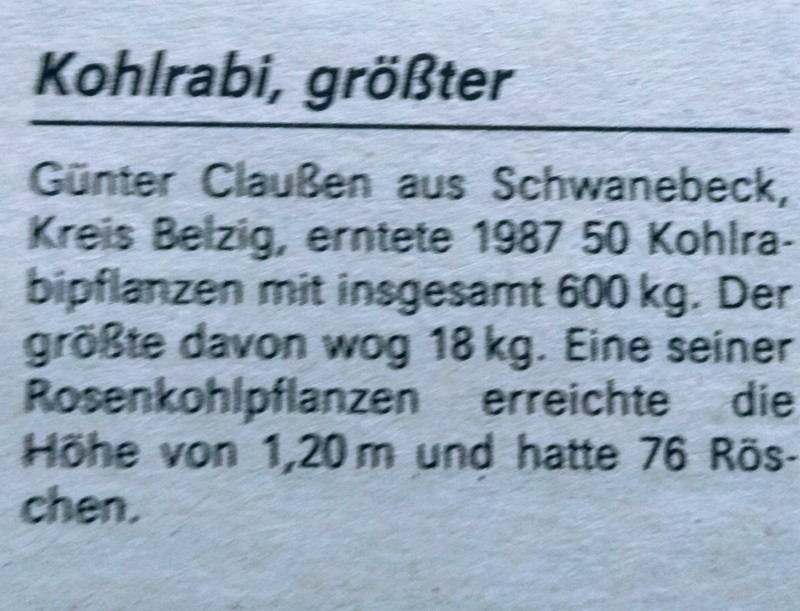 Kohlrabi, größter
Günter Claußen aus Schwanebeck,
Kreis Belzig, erntete 1987 50 Kohlra-
bipflanzen mit insgesamt 600 kg. Der
größte davon wog 18 kg. Eine seiner
Rosenkohlpflanzen erreichte die
Höhe von 1,20 m und hatte 76 Rös-
chen.